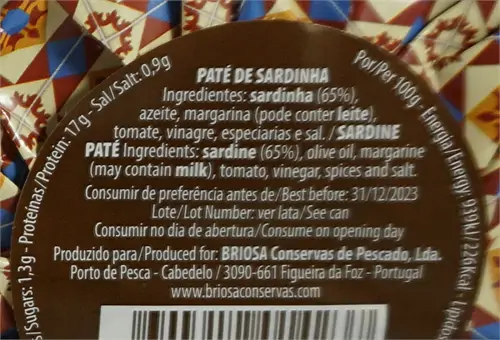 PATÉ DE SARDINHA
Ingredientes: sardinha (65%),
azeite, margarina (pode conter leite),
tomate, vinagre, especiarias e sal. / SARDINE
PATÉ Ingredients: sardine (65%), olive oil, margarine
(may contain milk), tomato, vinegar, spices and salt.
Consumir de preferência antes de/Best before: 31/12/2023
Lote/Lot Number: ver lata/See can
Consumir no dia de abertura/Consume on opening day
Produzido para/Produced for: BRIOSA Conservas de Pescado, Lda.
Porto de Pesca - Cabedelo / 3090-661 Figueira da Foz - Portugal
www.briosaconservas.com
Sugars: 1,3g - Proteínas/Protein: 17g - Sal/Salt: 0,9g
Por/Per 100g - Energia/Energy: 939kJ/226kcal - Lípidos